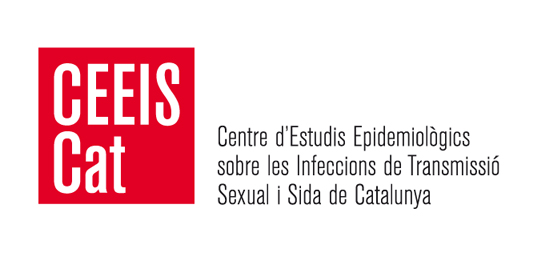 CEEIS
Cat
Centre d'Estudis Epidemiològics
sobre les Infeccions de Transmissió
Sexual i Sida de Catalunya